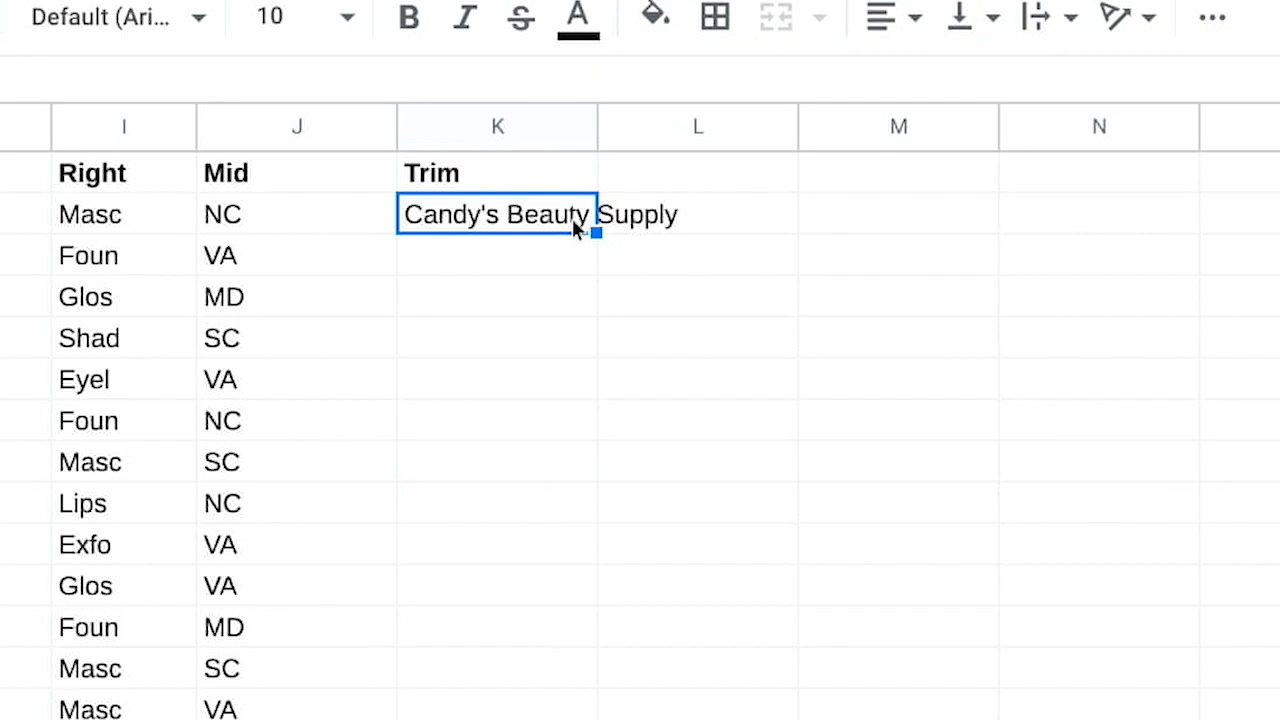 Default (Ari... 10 B I S A
I J K L M N
Right Mid Trim
Masc NC Candy's Beauty Supply
Foun VA
Glos MD
Shad SC
Eyel VA
Foun NC
Masc SC
Lips NC
Exfo VA
Glos VA
Foun MD
Masc SC
Masc VA